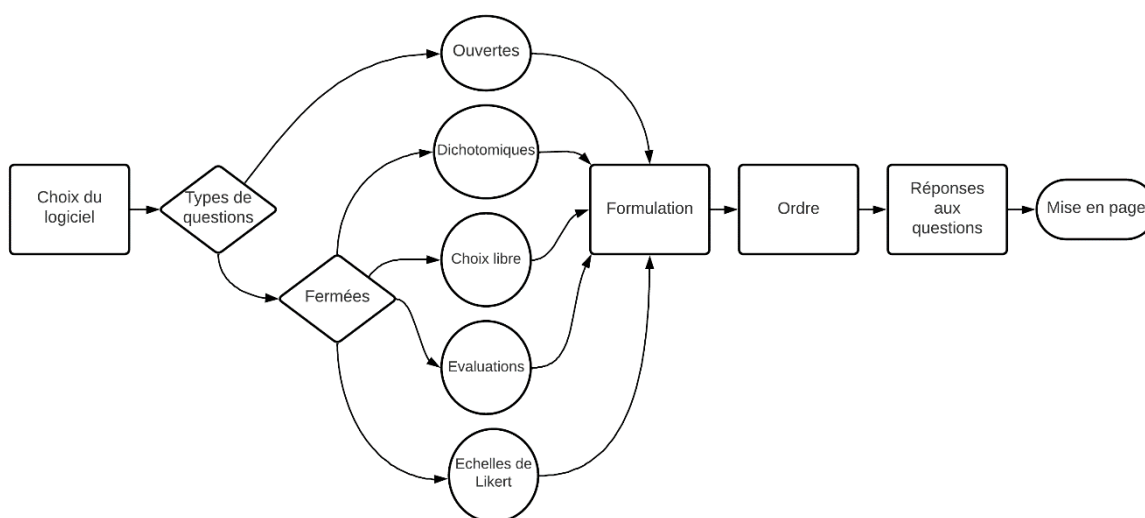 Choix du
logiciel
Types de
questions
Ouvertes
Fermées
Dichotomiques
Choix libre
Evaluations
Echelles de
Likert
Formulation
Ordre
Réponses
aux
questions
Mise en page